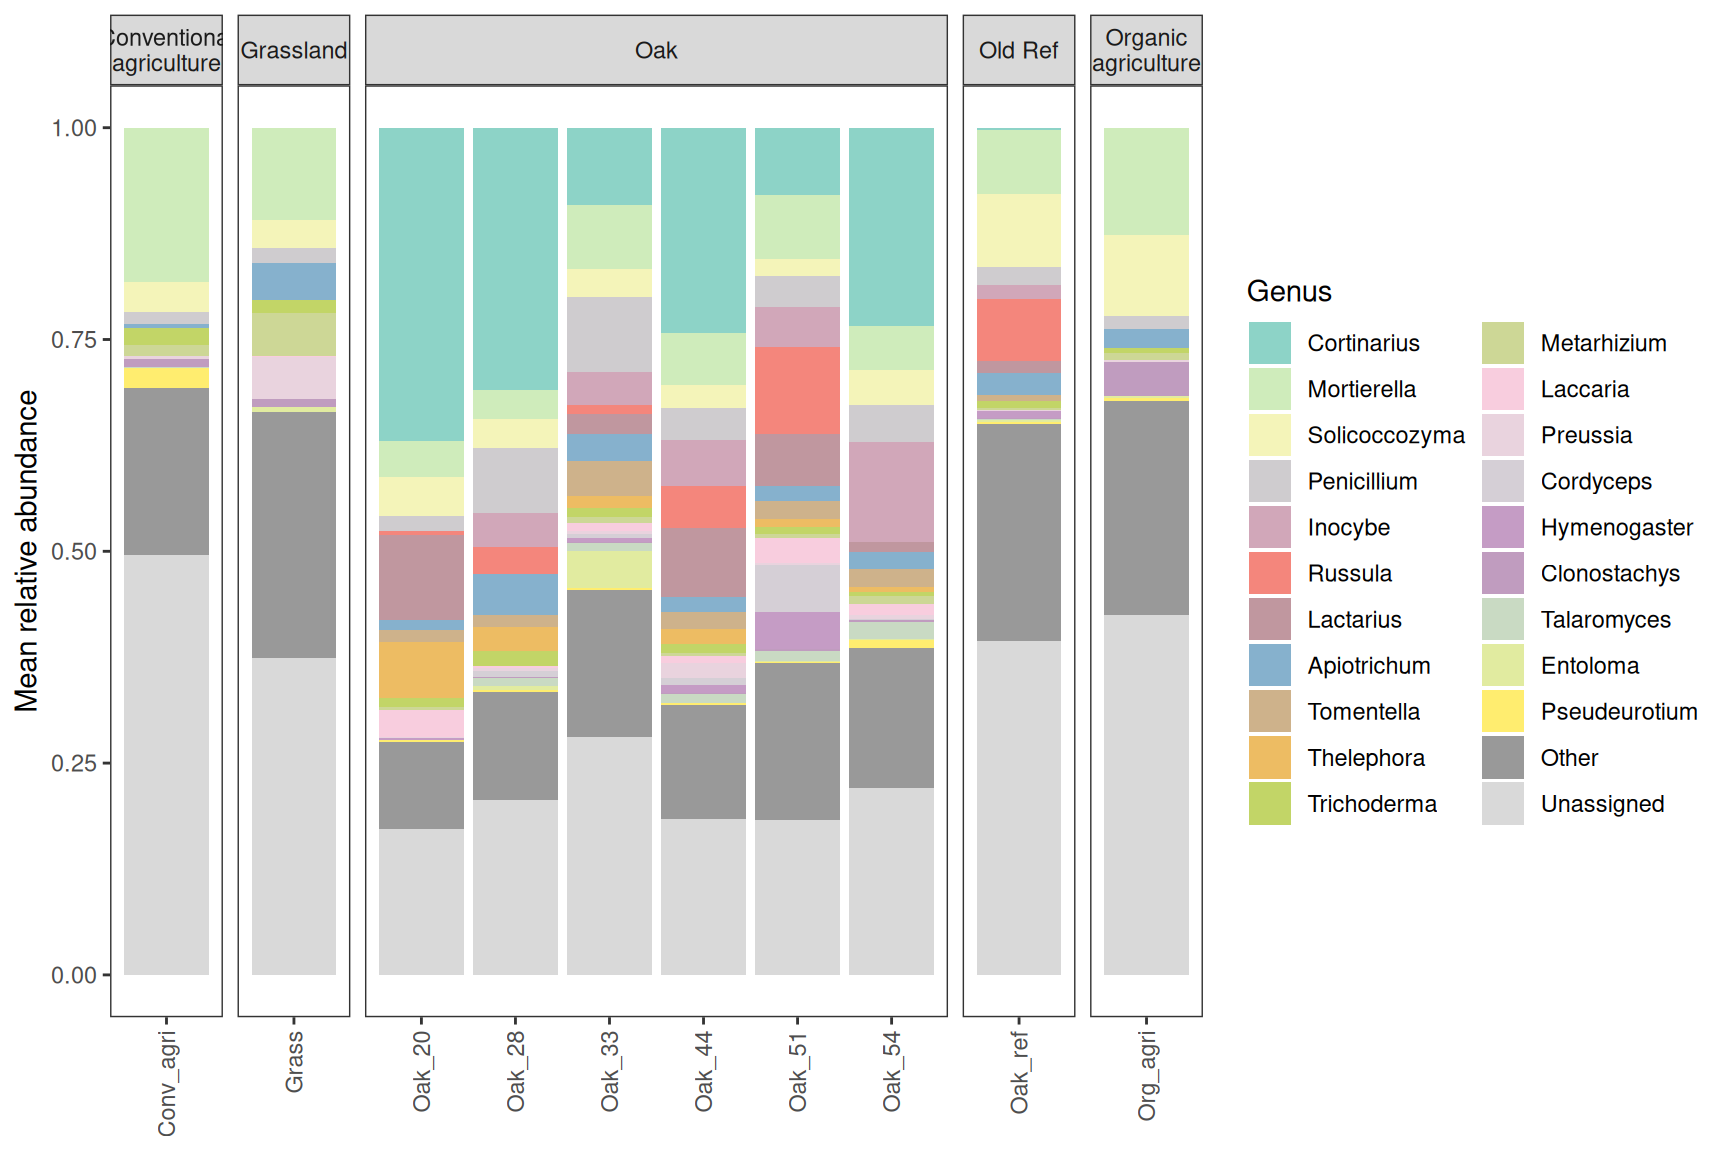 Conventional
agriculture
Grassland
Oak
Old Ref
Organic
agriculture
Mean relative abundance
1.00
0.75
0.50
0.25
0.00
Conv_agri
Grass
Oak_20
Oak_28
Oak_33
Oak_44
Oak_51
Oak_54
Oak_ref
Org_agri
Genus
Cortinarius
Mortierella
Solicoccozyma
Penicillium
Inocybe
Russula
Lactarius
Apiotrichum
Tomentella
Thelephora
Trichoderma
Metarhizium
Laccaria
Preussia
Cordyceps
Hymenogaster
Clonostachys
Talaromyces
Entoloma
Pseudeurotium
Other
Unassigned